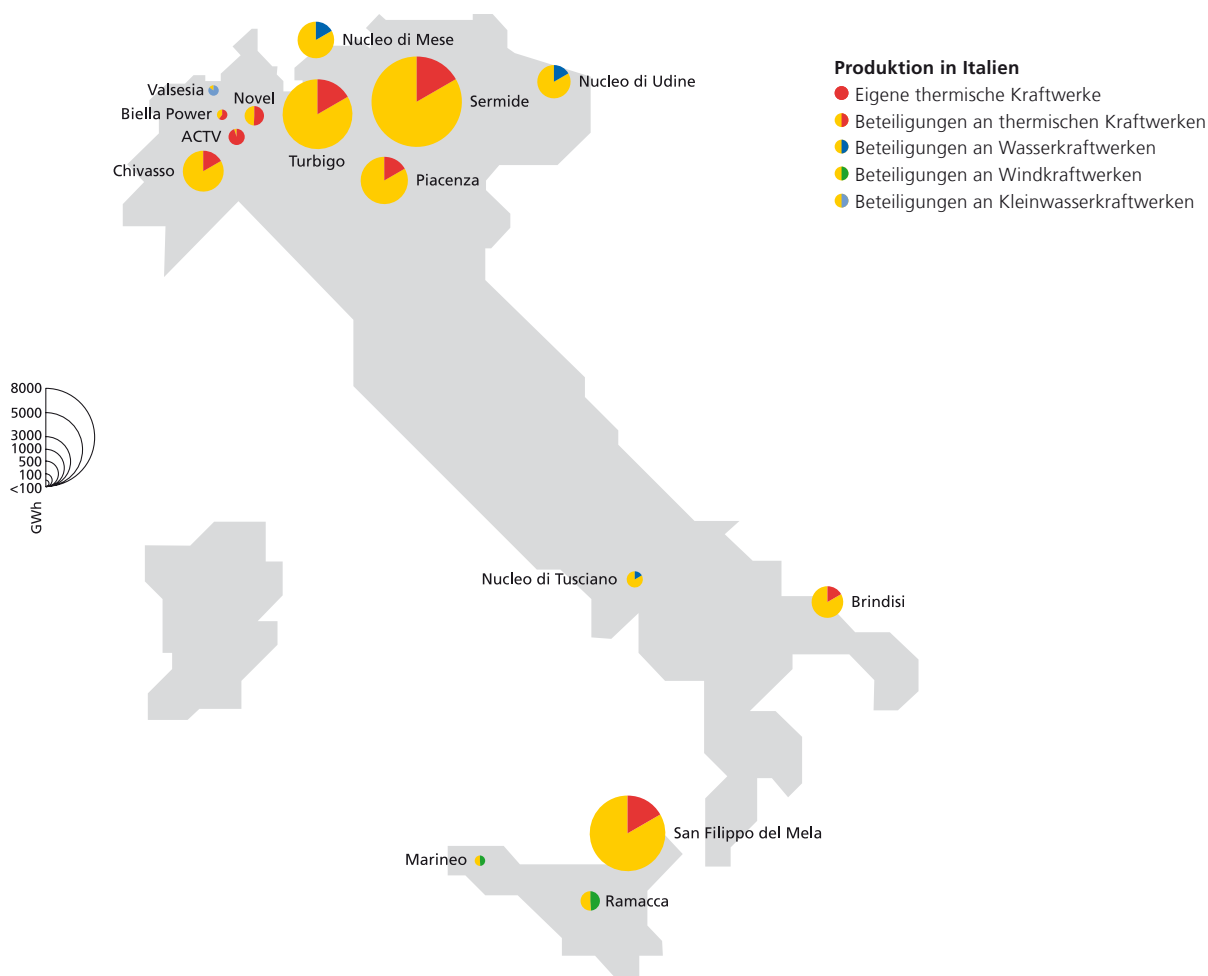 Nucleo di Mese
Nucleo di Udine
Valsesia
Novel
Sermide
Biella Power
ACTV
Turbigo
Chivasso
Piacenza
Produktion in Italien
Eigene thermische Kraftwerke
Beteiligungen an thermischen Kraftwerken
Beteiligungen an Wasserkraftwerken
Beteiligungen an Windkraftwerken
Beteiligungen an Kleinwasserkraftwerken
8000
5000
3000
1000
500
100
<100
GWh
Nucleo di Tusciano
Brindisi
San Filippo del Mela
Marineo
Ramacca